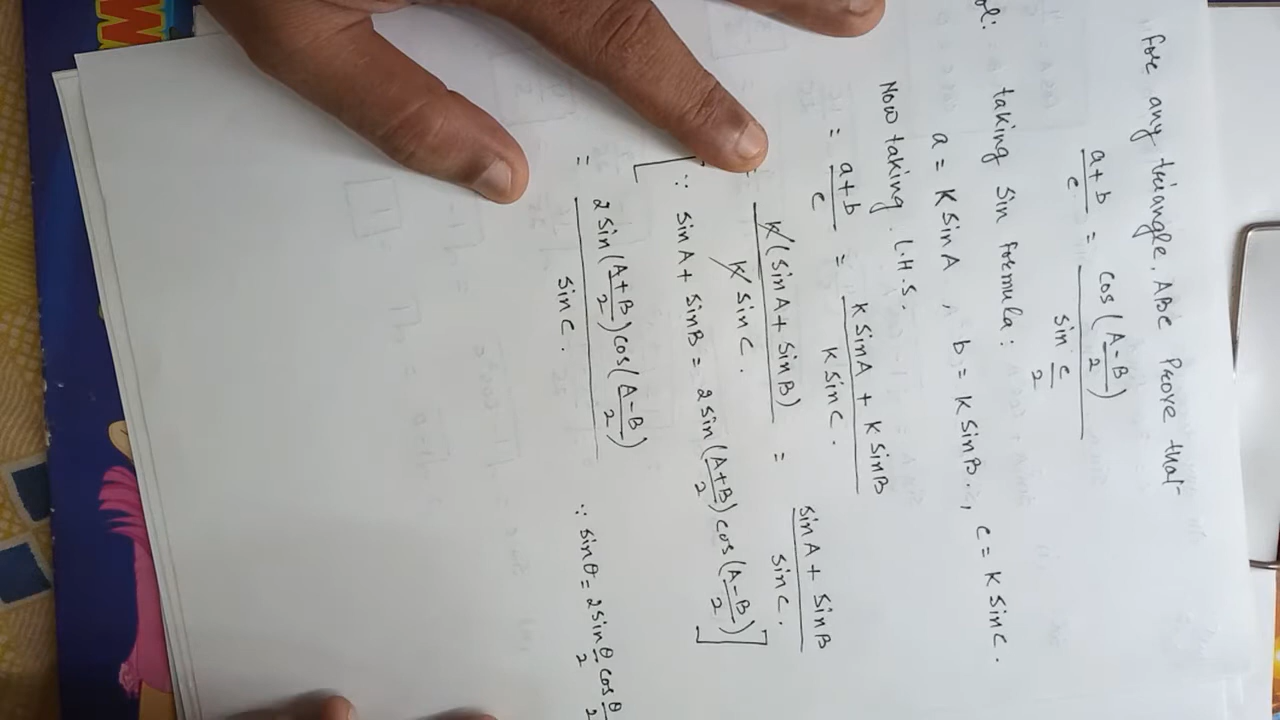 for any triangle, ABC Prove that-
a+b/c = cos(A-B/2)/sin c/2
ol: taking sin formula:
a = K sin A , b = K sin B , c = K sin C .
Now taking L.H.S.
= a+b/c = K sin A + K sin B/K sin C .
= K(sin A + sin B)/K sin C . = sin A + sin B/sin C .
[∵ sin A + sin B = 2 sin(A+B/2) cos(A-B/2)]
= 2 sin(A+B/2) cos(A-B/2)/sin C . ∵ sin θ = 2 sin θ/2 cos θ/2